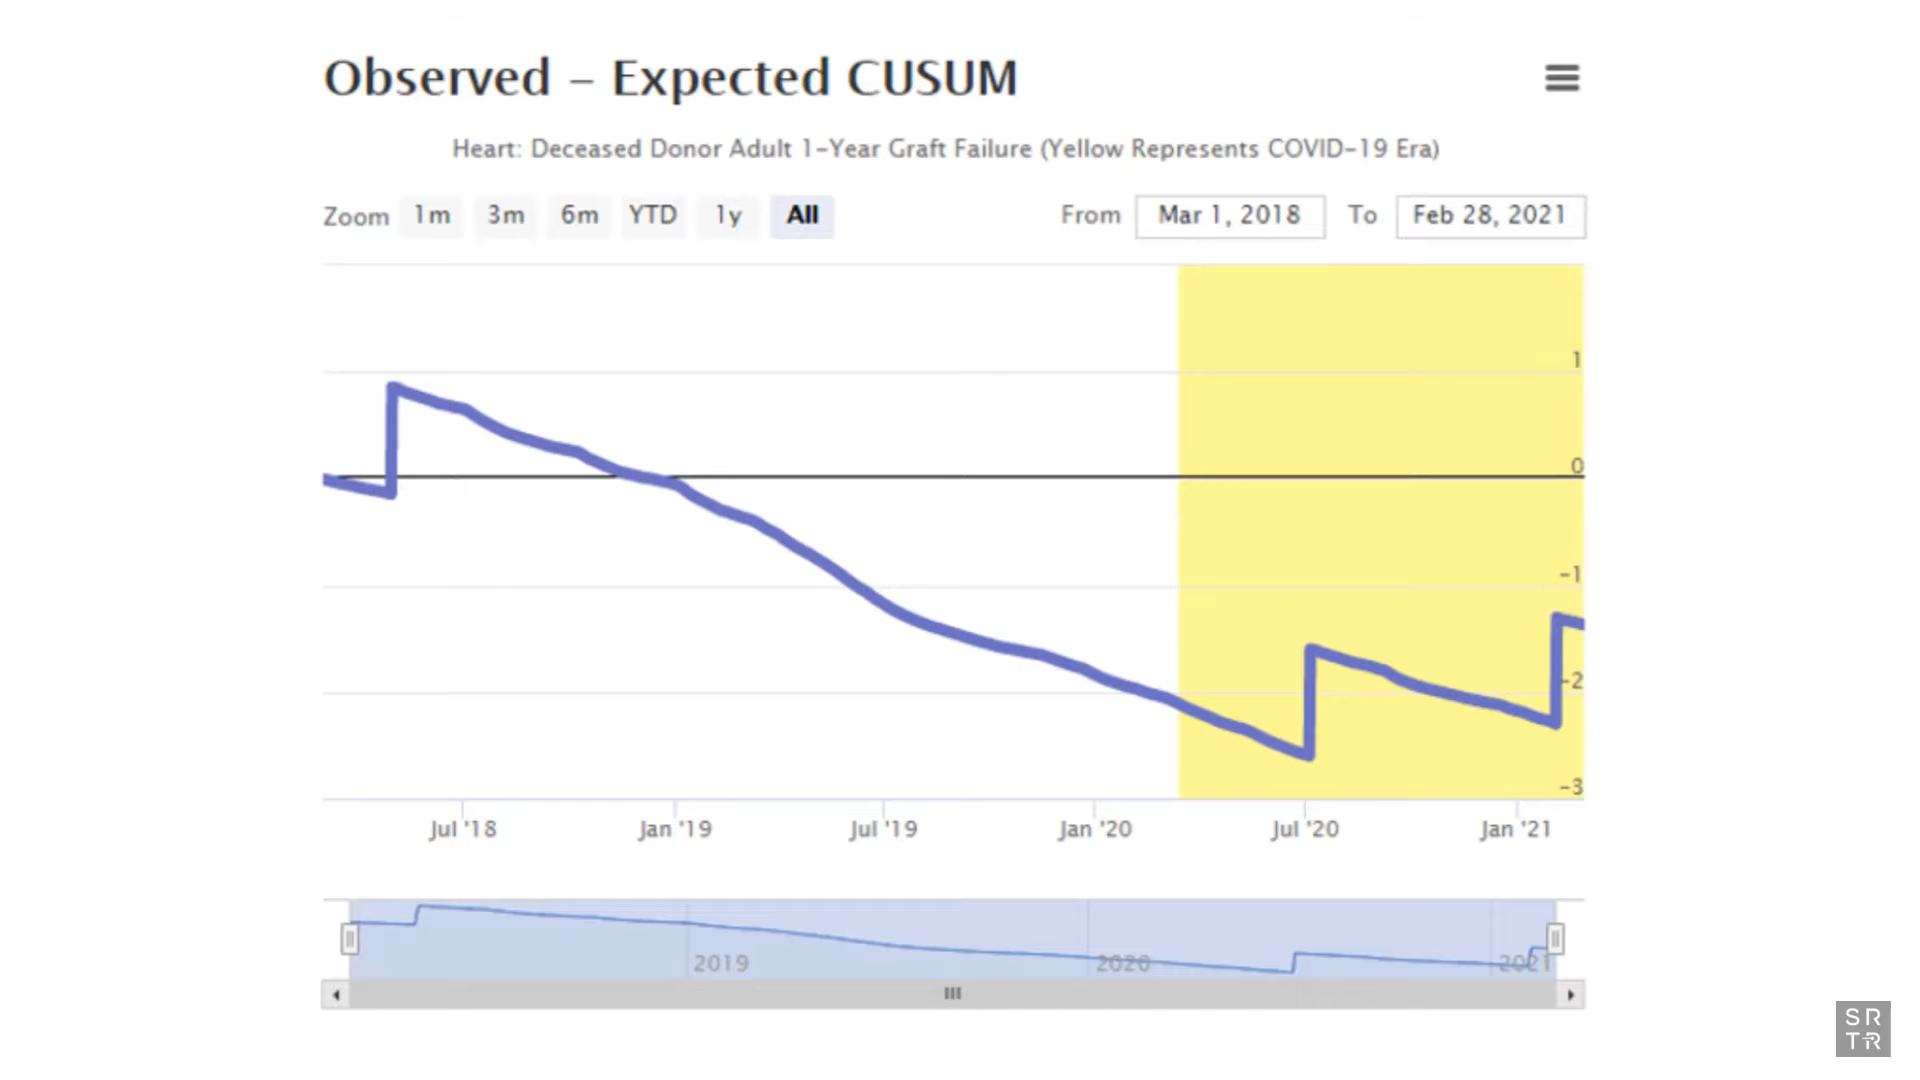 Observed – Expected CUSUM
Heart: Deceased Donor Adult 1-Year Graft Failure (Yellow Represents COVID-19 Era)
Zoom 1m 3m 6m YTD 1y All From Mar 1, 2018 To Feb 28, 2021
1
0
-1
-2
-3
Jul '18 Jan '19 Jul '19 Jan '20 Jul '20 Jan '21
2019 2020 2021
SR
TR